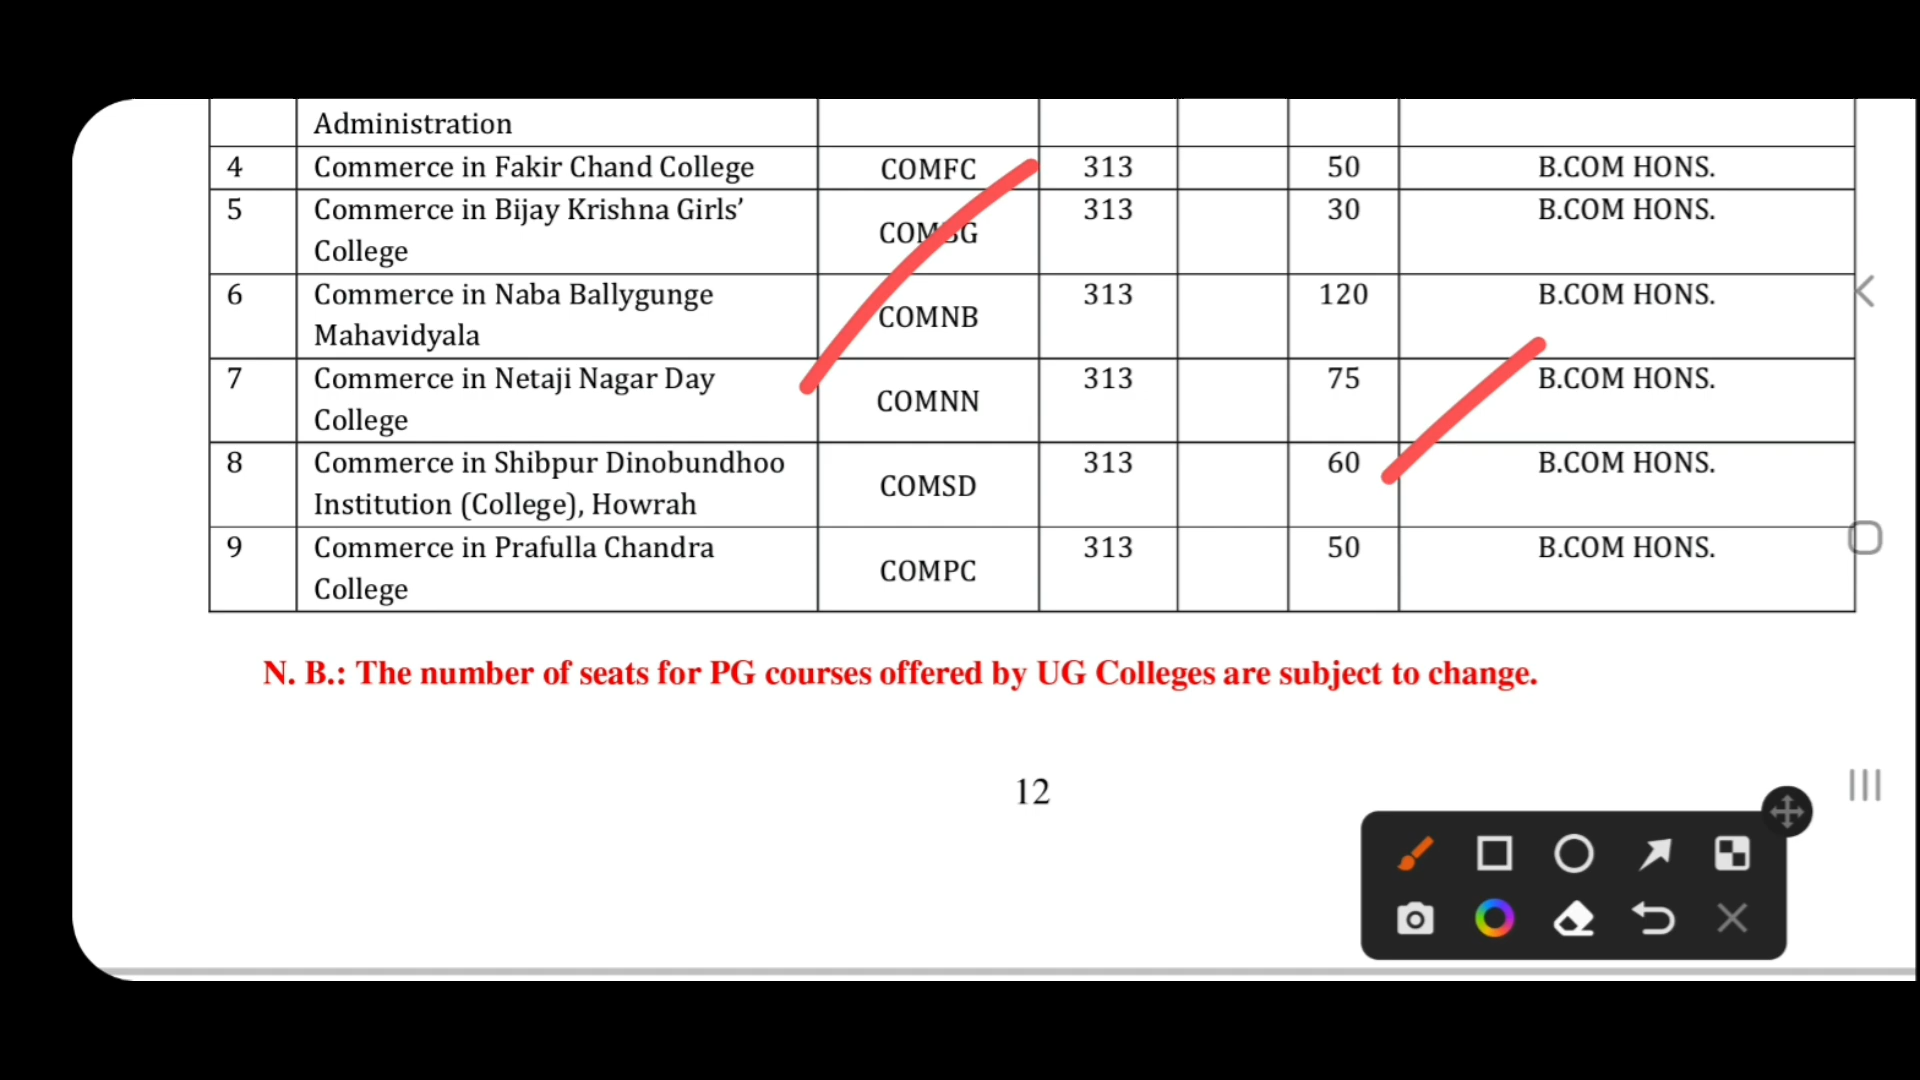 Administration
4 Commerce in Fakir Chand College COMFC 313 50 B.COM HONS.
5 Commerce in Bijay Krishna Girls’ 313 30 B.COM HONS.
College
6 Commerce in Naba Ballygunge 313 120 B.COM HONS.
Mahavidyala COMNB
7 Commerce in Netaji Nagar Day 313 75 B.COM HONS.
College COMNN
8 Commerce in Shibpur Dinobundhoo 313 60 B.COM HONS.
Institution (College), Howrah COMSD
9 Commerce in Prafulla Chandra 313 50 B.COM HONS.
College COMPC
N. B.: The number of seats for PG courses offered by UG Colleges are subject to change.
12